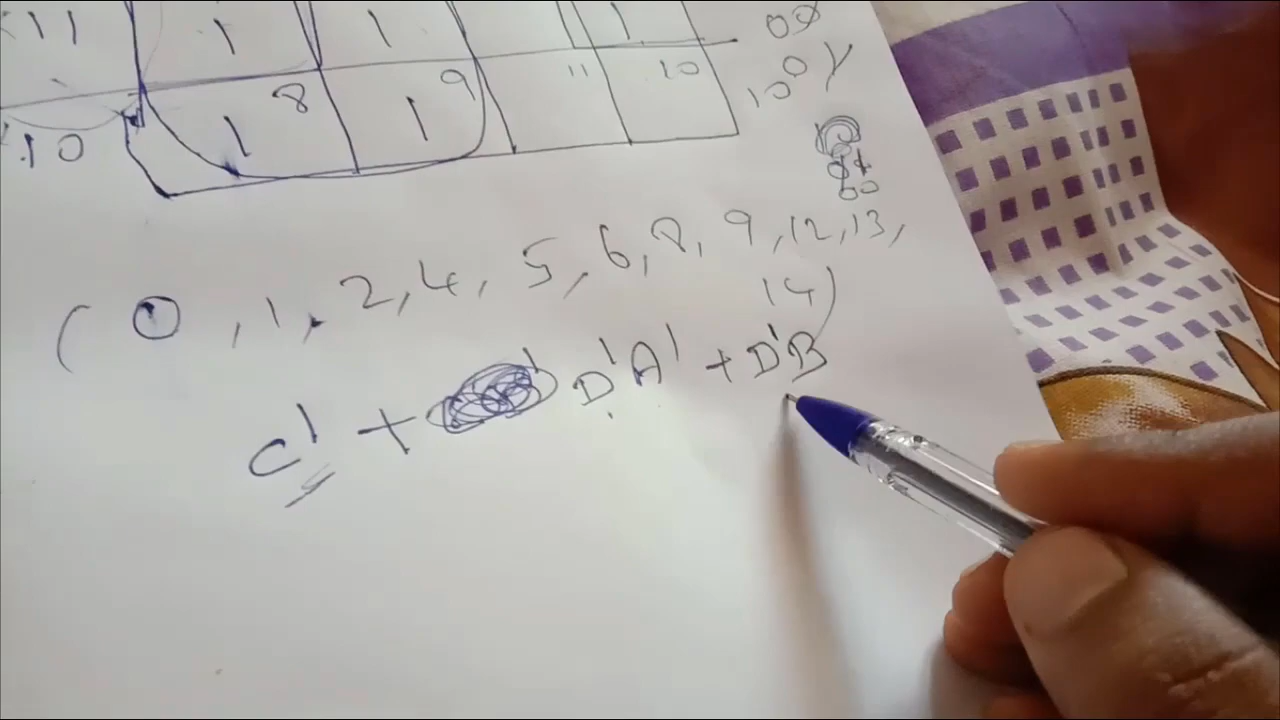 11 1 1 1 00
8 9 11 10 100
10 1 1
(0, 1, 2, 4, 5, 6, 8, 9, 12, 13,
14)
C' + D'A' + D'B